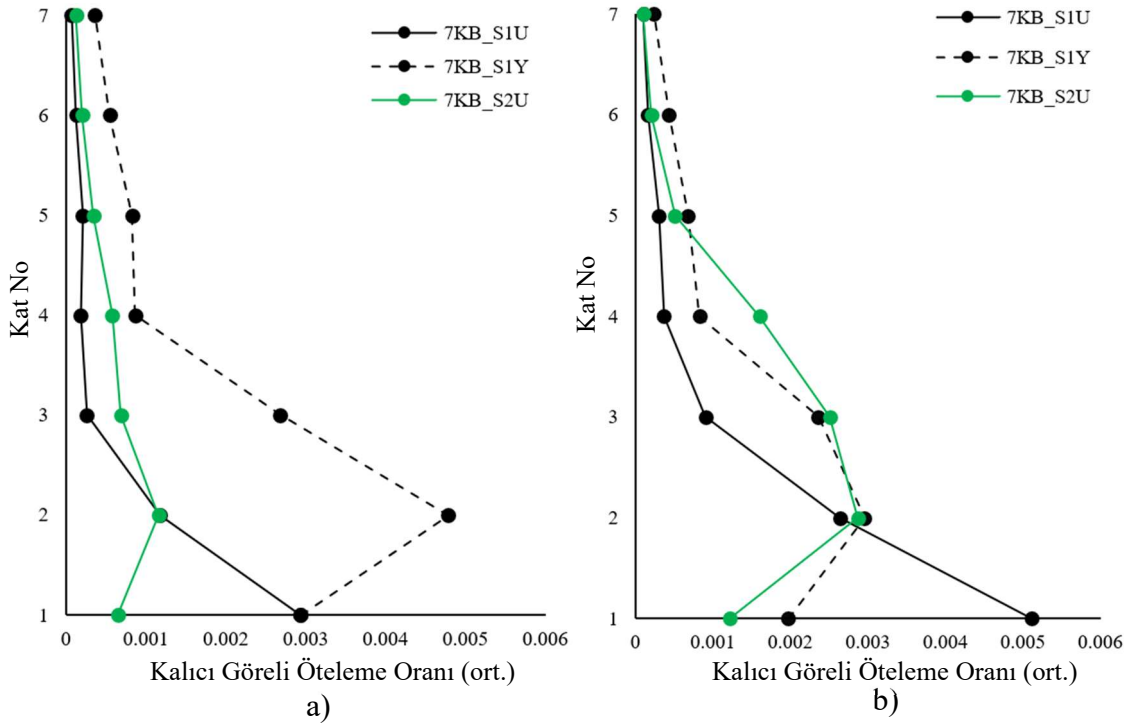 7
6
5
4
3
2
1
Kat No
0
0.001
0.002
0.003
0.004
0.005
0.006
Kalıcı Göreli Öteleme Oranı (ort.)
a)
7KB_S1U
7KB_S1Y
7KB_S2U
7
6
5
4
3
2
1
Kat No
0
0.001
0.002
0.003
0.004
0.005
0.006
Kalıcı Göreli Öteleme Oranı (ort.)
b)
7KB_S1U
7KB_S1Y
7KB_S2U